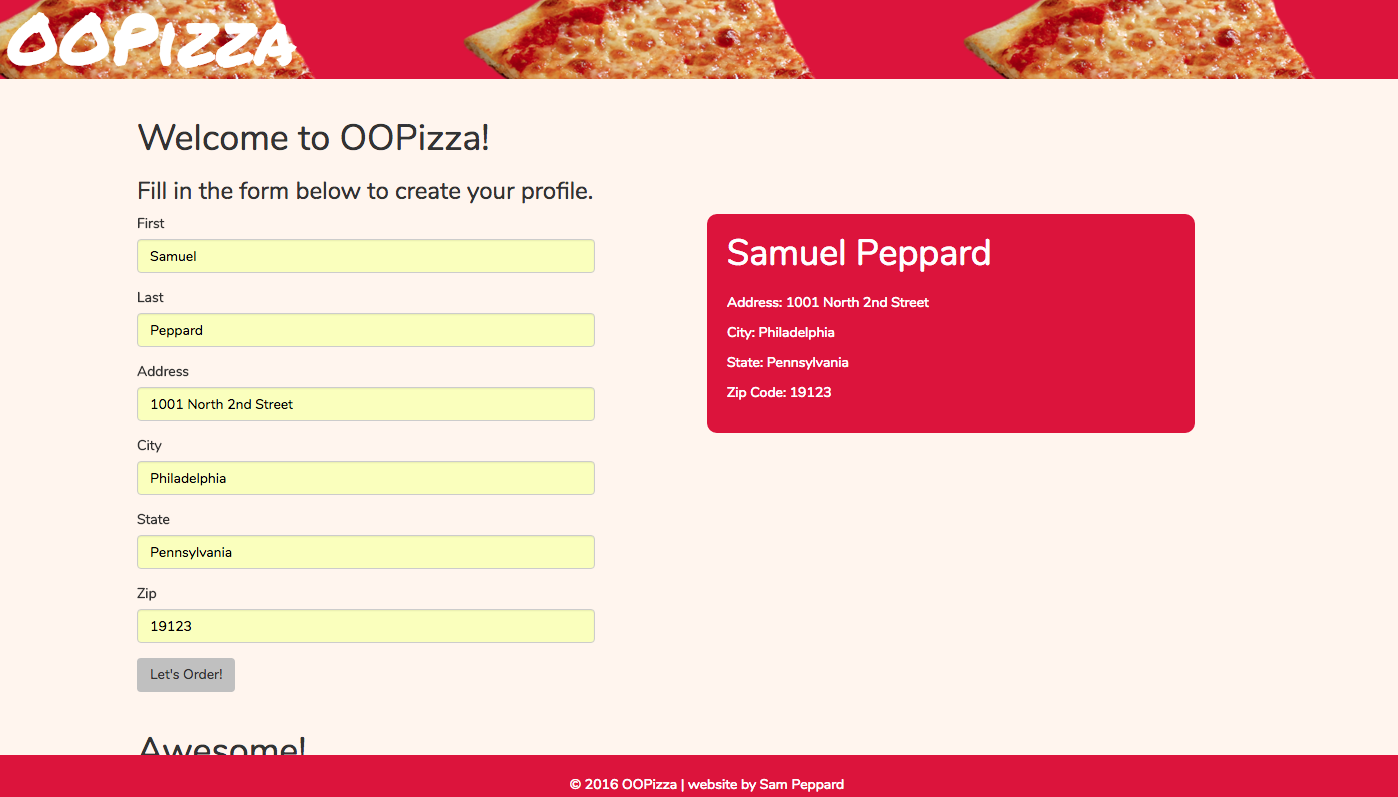 OOPizza
Welcome to OOPizza!
Fill in the form below to create your profile.
First
Samuel
Last
Peppard
Address
1001 North 2nd Street
City
Philadelphia
State
Pennsylvania
Zip
19123
Let's Order!
Samuel Peppard
Address: 1001 North 2nd Street
City: Philadelphia
State: Pennsylvania
Zip Code: 19123
Awesome!
© 2016 OOPizza | website by Sam Peppard